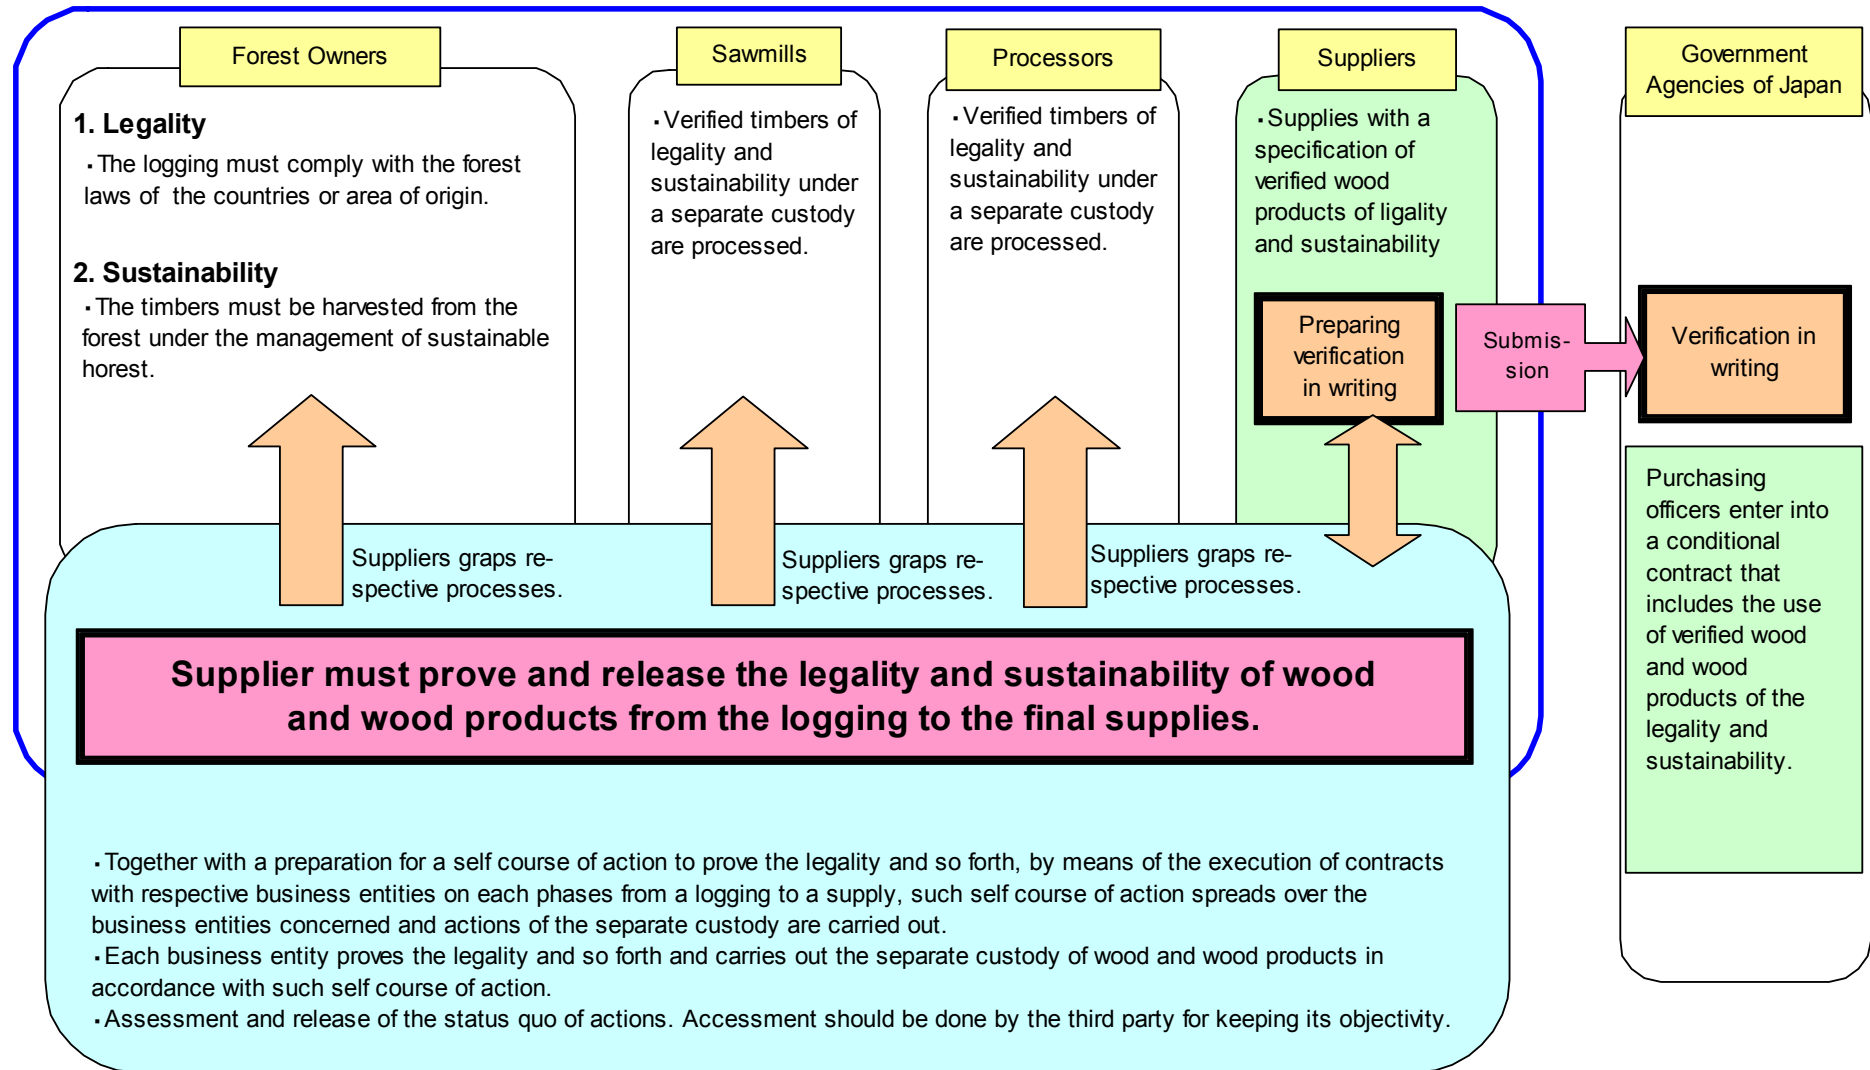 Forest Owners
1. Legality
▪The logging must comply with the forest
laws of the countries or area of origin.
2. Sustainability
▪The timbers must be harvested from the
forest under the management of sustainable
horest.
Sawmills
▪Verified timbers of
legality and
sustainability under
a separate custody
are processed.
Processors
▪Verified timbers of
legality and
sustainability under
a separate custody
are processed.
Suppliers
▪Supplies with a
specification of
verified wood
products of ligality
and sustainability
Preparing
verification
in writing
Submis-
sion
Government
Agencies of Japan
Verification in
writing
Purchasing
officers enter into
a conditional
contract that
includes the use
of verified wood
and wood
products of the
legality and
sustainability.
Suppliers graps re-
spective processes.
Suppliers graps re-
spective processes.
Suppliers graps re-
spective processes.
Supplier must prove and release the legality and sustainability of wood
and wood products from the logging to the final supplies.
▪Together with a preparation for a self course of action to prove the legality and so forth, by means of the execution of contracts
with respective business entities on each phases from a logging to a supply, such self course of action spreads over the
business entities concerned and actions of the separate custody are carried out.
▪Each business entity proves the legality and so forth and carries out the separate custody of wood and wood products in
accordance with such self course of action.
▪Assessment and release of the status quo of actions. Accessment should be done by the third party for keeping its objectivity.